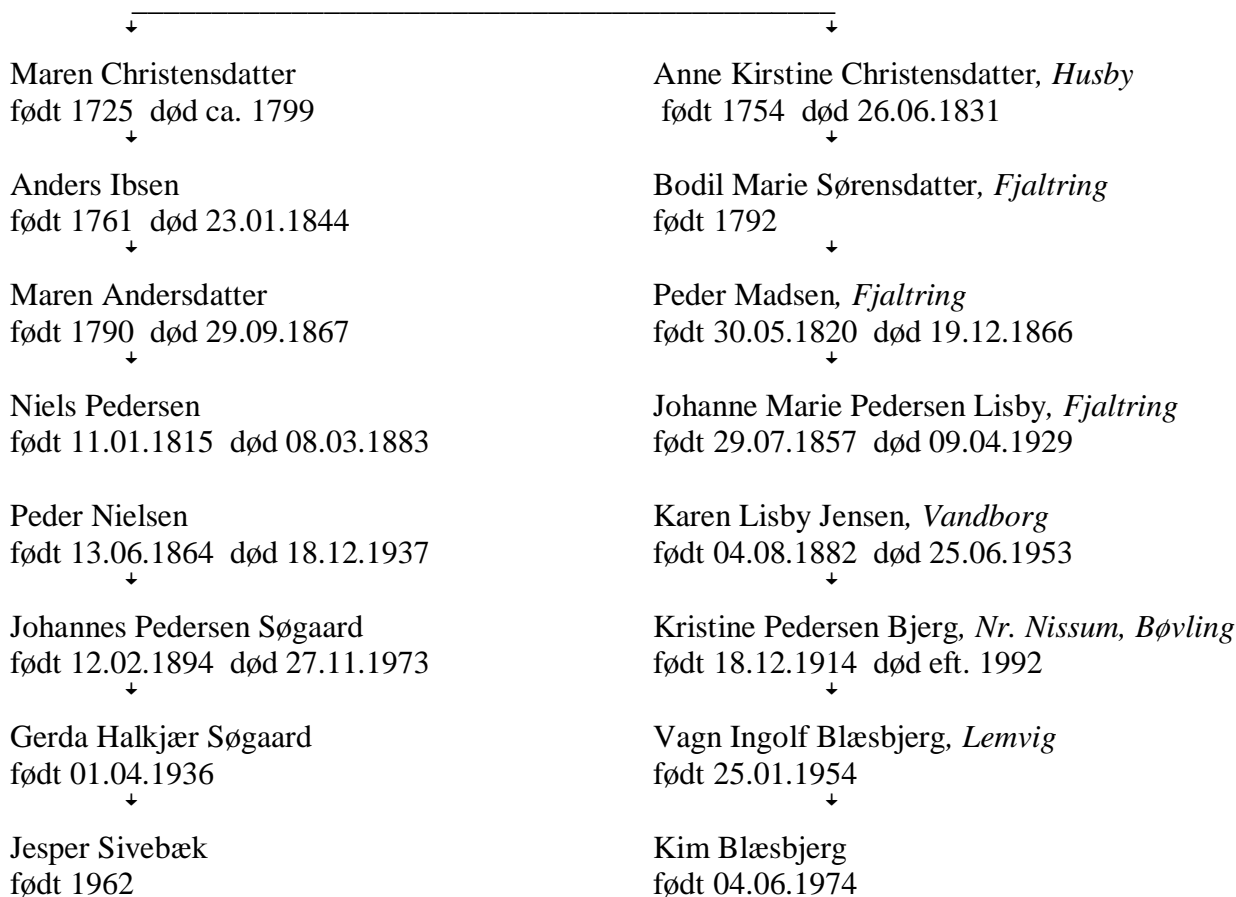 Maren Christensdatter
født 1725 død ca. 1799
Anders Ibsen
født 1761 død 23.01.1844
Maren Andersdatter
født 1790 død 29.09.1867
Niels Pedersen
født 11.01.1815 død 08.03.1883
Peder Nielsen
født 13.06.1864 død 18.12.1937
Johannes Pedersen Søgaard
født 12.02.1894 død 27.11.1973
Gerda Halkjær Søgaard
født 01.04.1936
Jesper Sivebæk
født 1962
Anne Kirstine Christensdatter, Husby
født 1754 død 26.06.1831
Bodil Marie Sørensdatter, Fjaltring
født 1792
Peder Madsen, Fjaltring
født 30.05.1820 død 19.12.1866
Johanne Marie Pedersen Lisby, Fjaltring
født 29.07.1857 død 09.04.1929
Karen Lisby Jensen, Vandborg
født 04.08.1882 død 25.06.1953
Kristine Pedersen Bjerg, Nr. Nissum, Bøvling
født 18.12.1914 død eft. 1992
Vagn Ingolf Blæsbjerg, Lemvig
født 25.01.1954
Kim Blæsbjerg
født 04.06.1974